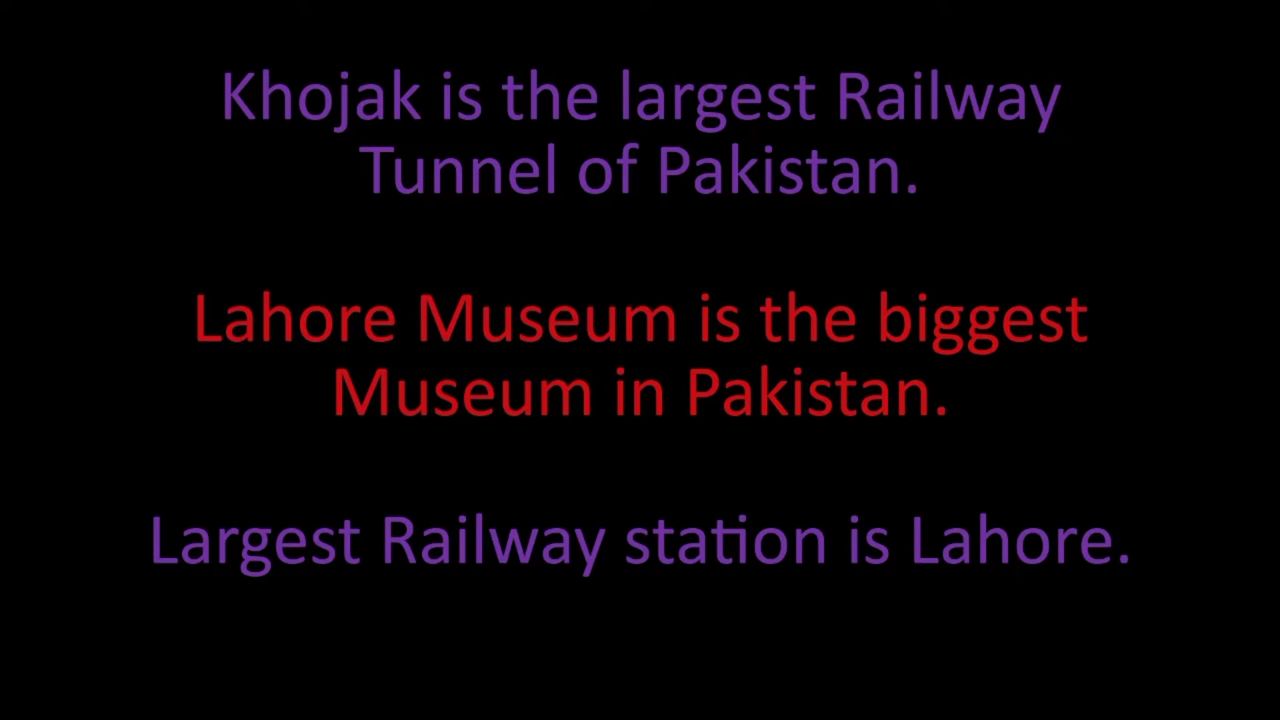 Khojak is the largest Railway
Tunnel of Pakistan.
Lahore Museum is the biggest
Museum in Pakistan.
Largest Railway station is Lahore.